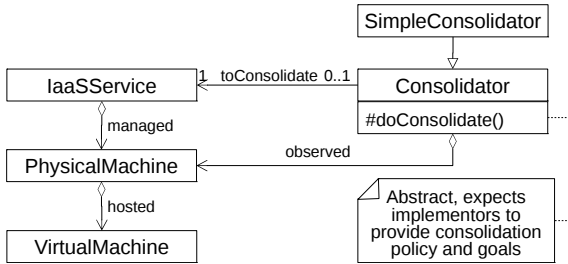 SimpleConsolidator
IaaSService
1 toConsolidate 0..1
Consolidator
#doConsolidate()
managed
observed
PhysicalMachine
hosted
VirtualMachine
Abstract, expects
implementors to
provide consolidation
policy and goals